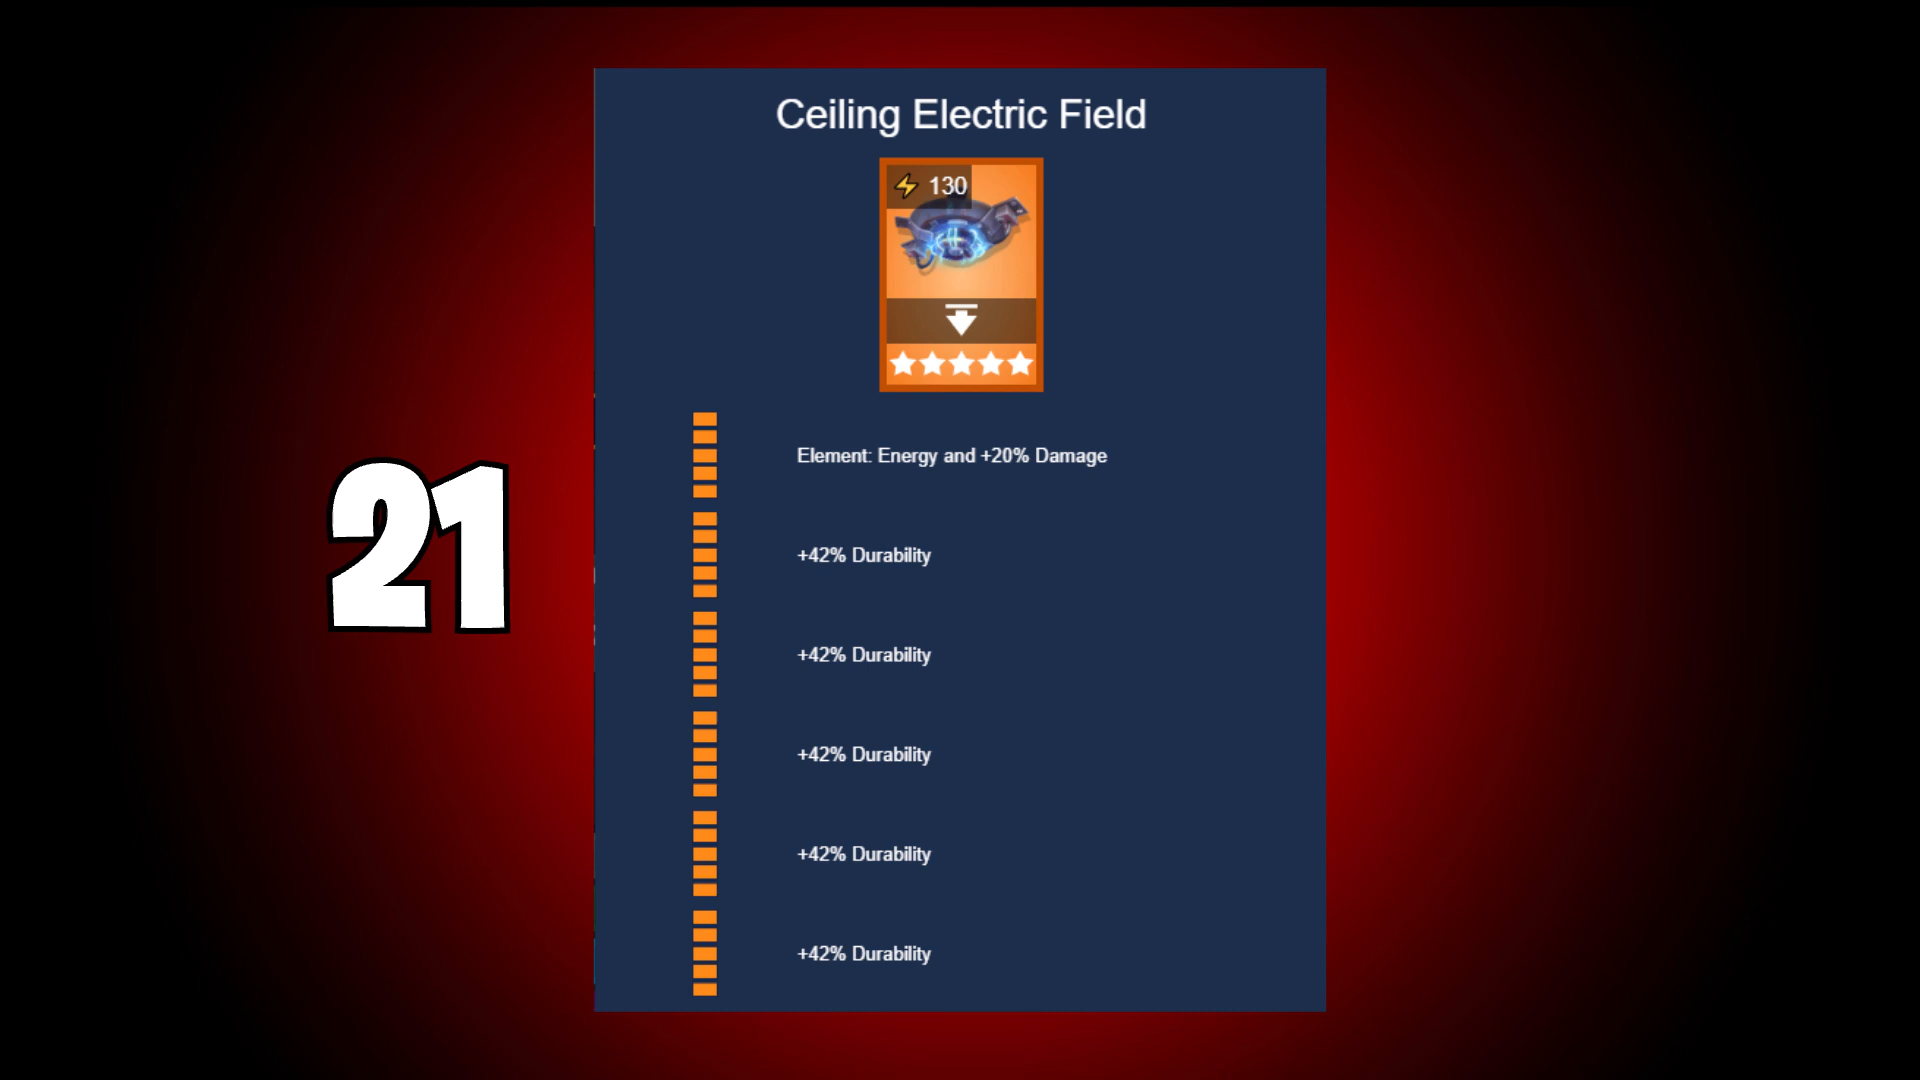 Ceiling Electric Field
130
Element: Energy and +20% Damage
21
+42% Durability
+42% Durability
+42% Durability
+42% Durability
+42% Durability